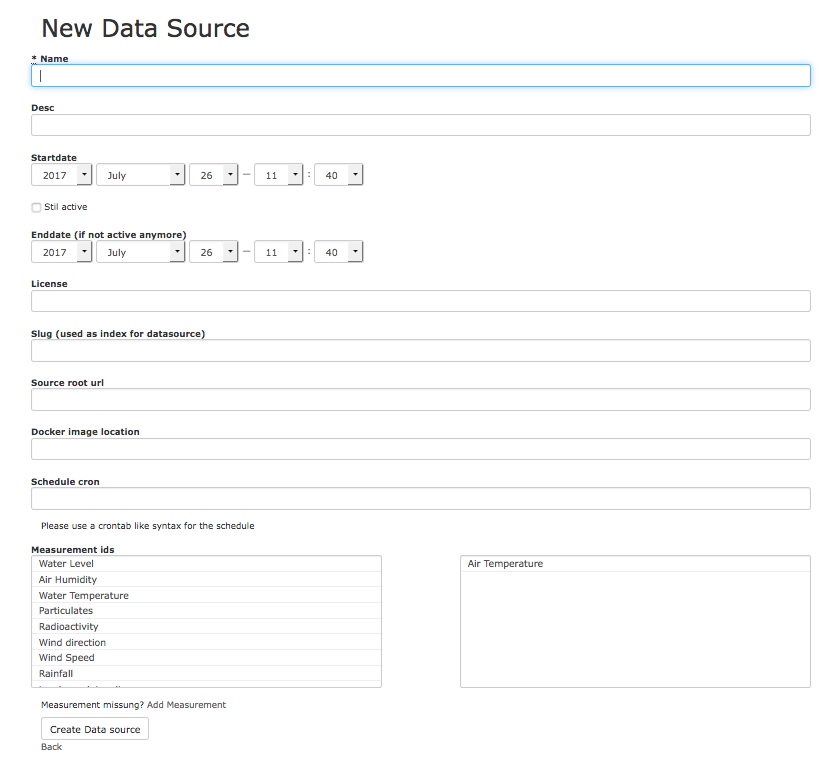 New Data Source
* Name
Desc
Startdate
2017 July 26 — 11 : 40
Stil active
Enddate (if not active anymore)
2017 July 26 — 11 : 40
License
Slug (used as index for datasource)
Source root url
Docker image location
Schedule cron
Please use a crontab like syntax for the schedule
Measurement ids
Water Level
Air Humidity
Water Temperature
Particulates
Radioactivity
Wind direction
Wind Speed
Rainfall
Air Temperature
Measurement missung? Add Measurement
Create Data source
Back